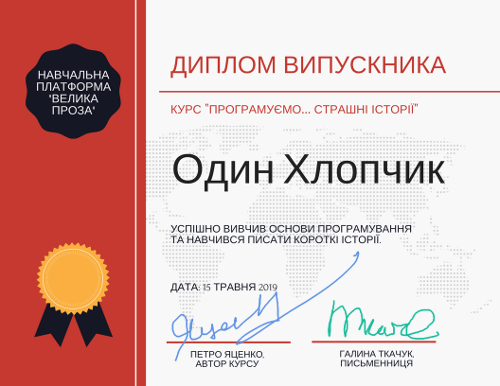 НАВЧАЛЬНА
ПЛАТФОРМА
"ВЕЛИКА
ПРОЗА"
ДИПЛОМ ВИПУСКНИКА
КУРС "ПРОГРАМУЄМО... СТРАШНІ ІСТОРІЇ"
Один Хлопчик
УСПІШНО ВИВЧИВ ОСНОВИ ПРОГРАМУВАННЯ
ТА НАВЧИВСЯ ПИСАТИ КОРОТКІ ІСТОРІЇ.
ДАТА: 15 ТРАВНЯ 2019
ПЕТРО ЯЦЕНКО,
АВТОР КУРСУ
ГАЛИНА ТКАЧУК,
ПИСЬМЕННИЦЯ